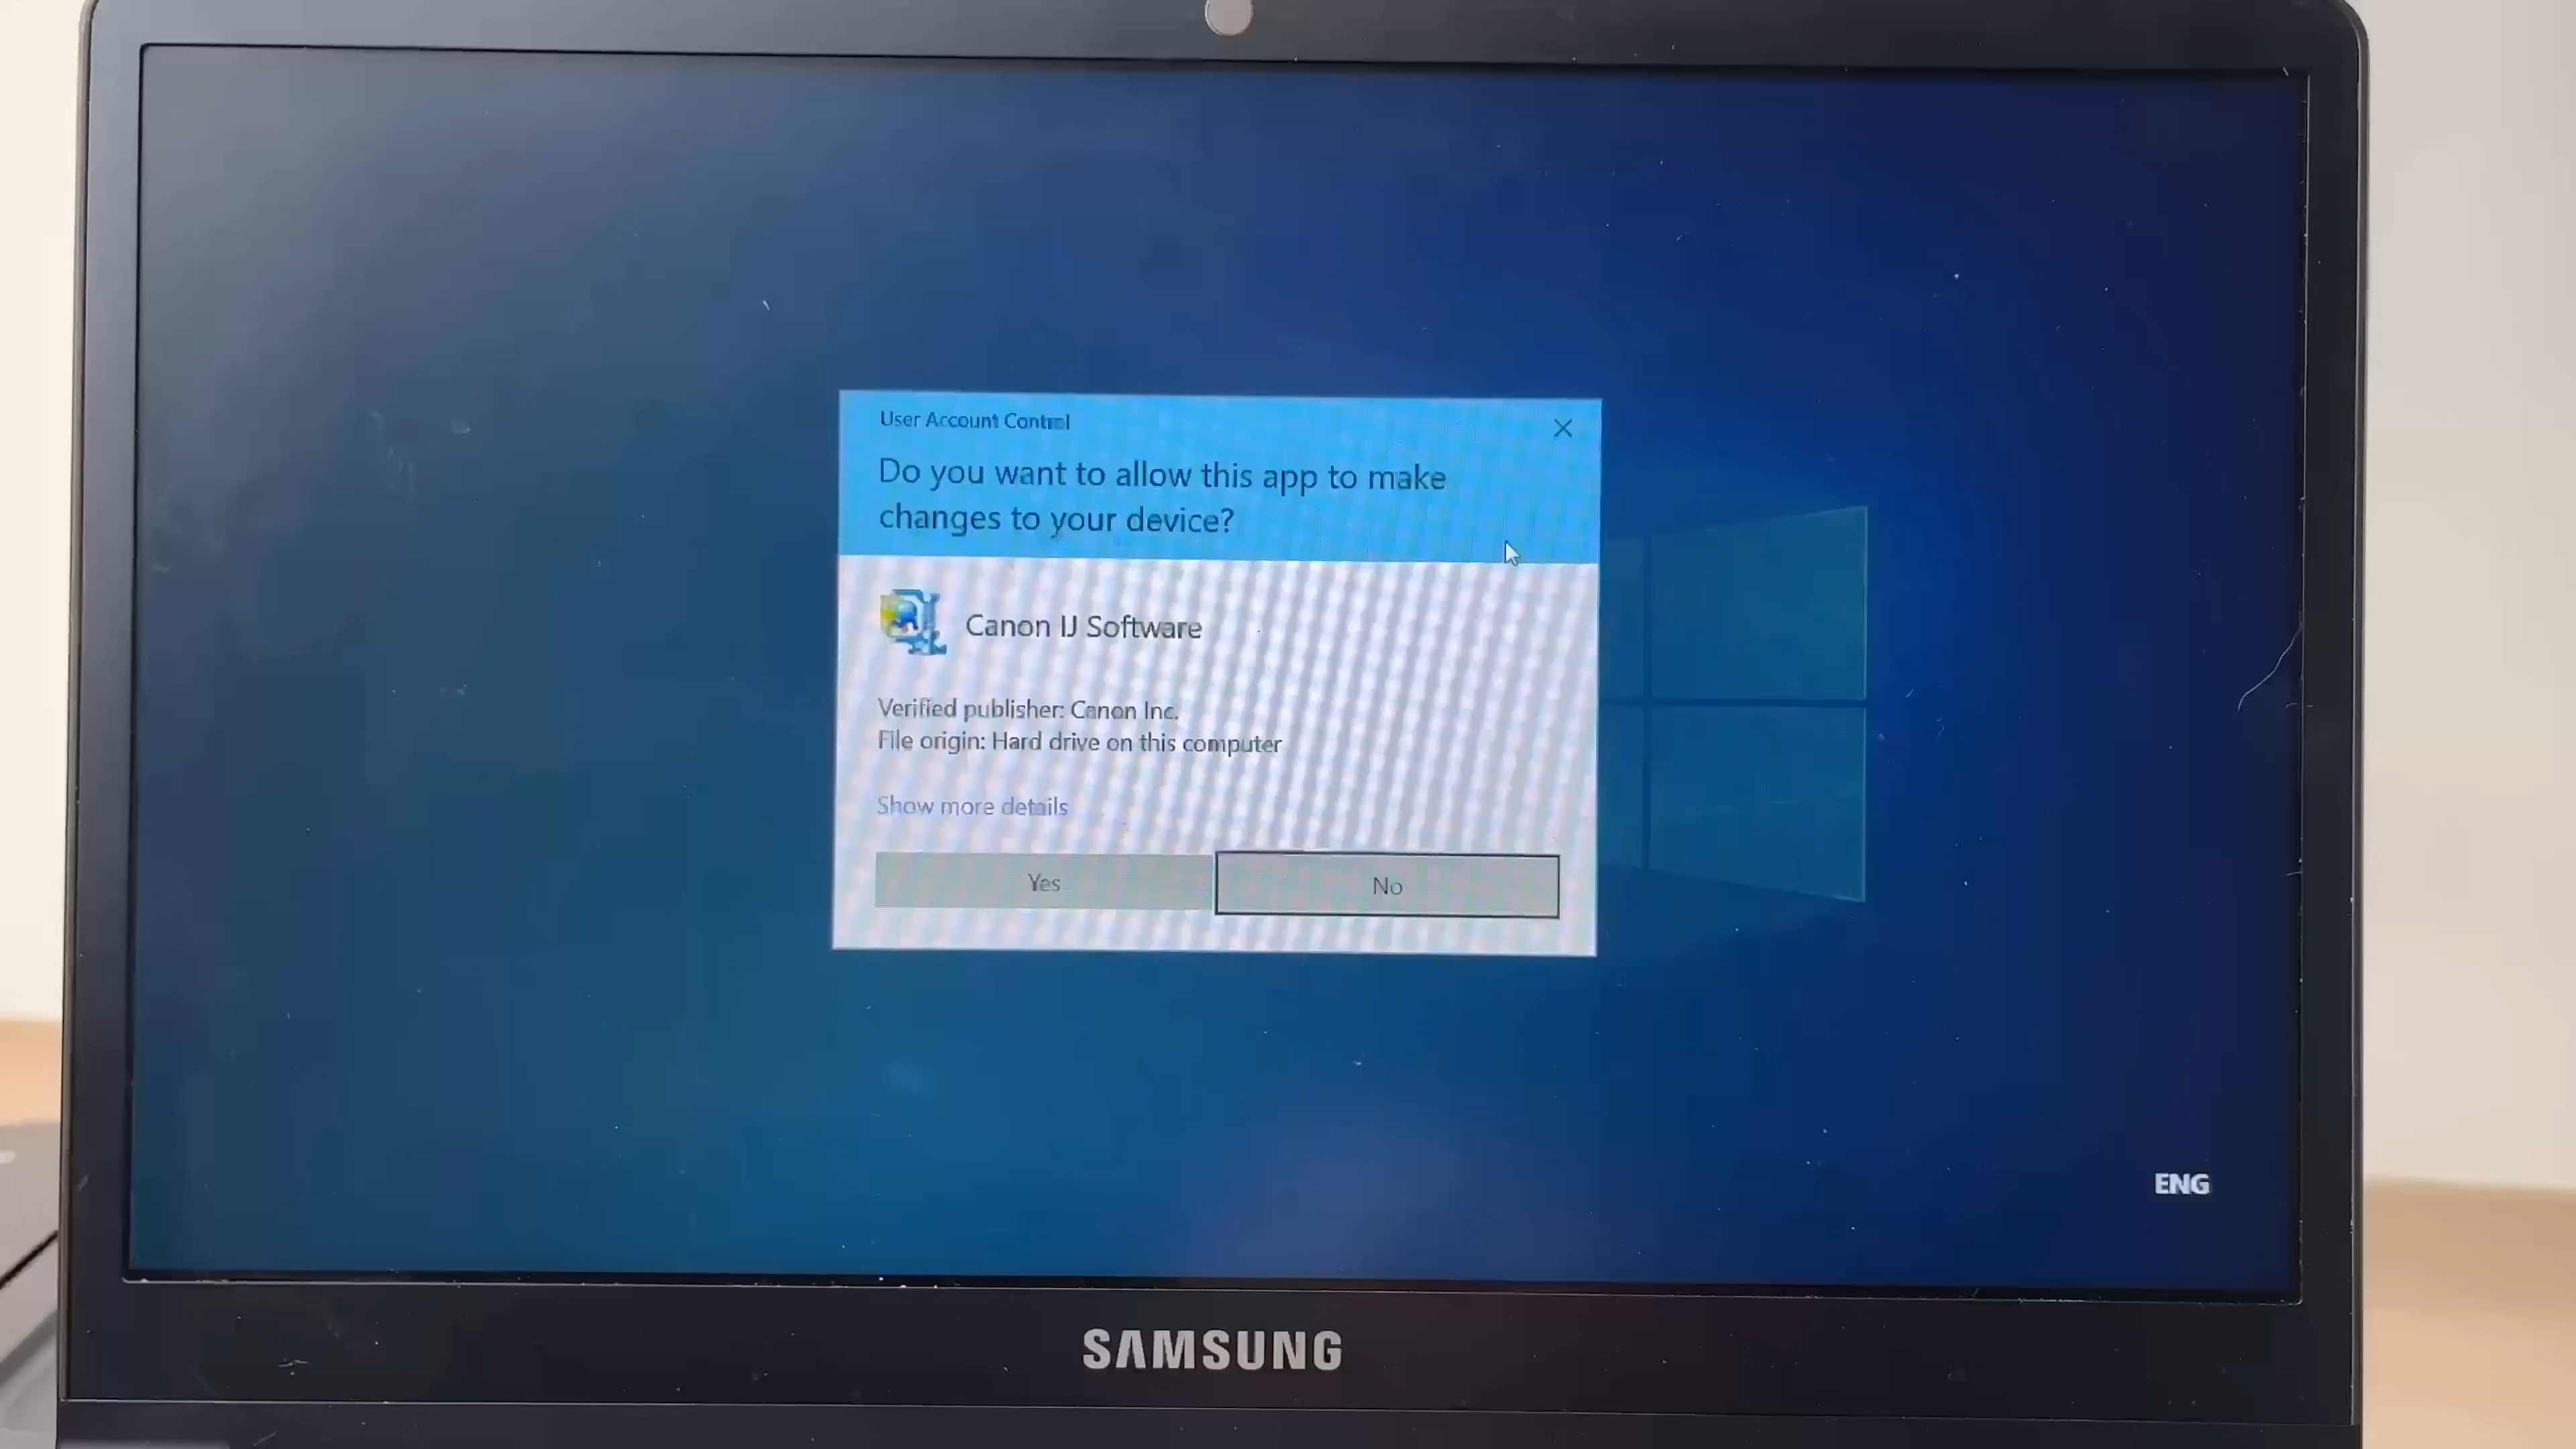 User Account Control
Do you want to allow this app to make
changes to your device?
Canon IJ Software
Verified publisher: Canon Inc.
File origin: Hard drive on this computer
Show more details
Yes
No
ENG
SAMSUNG